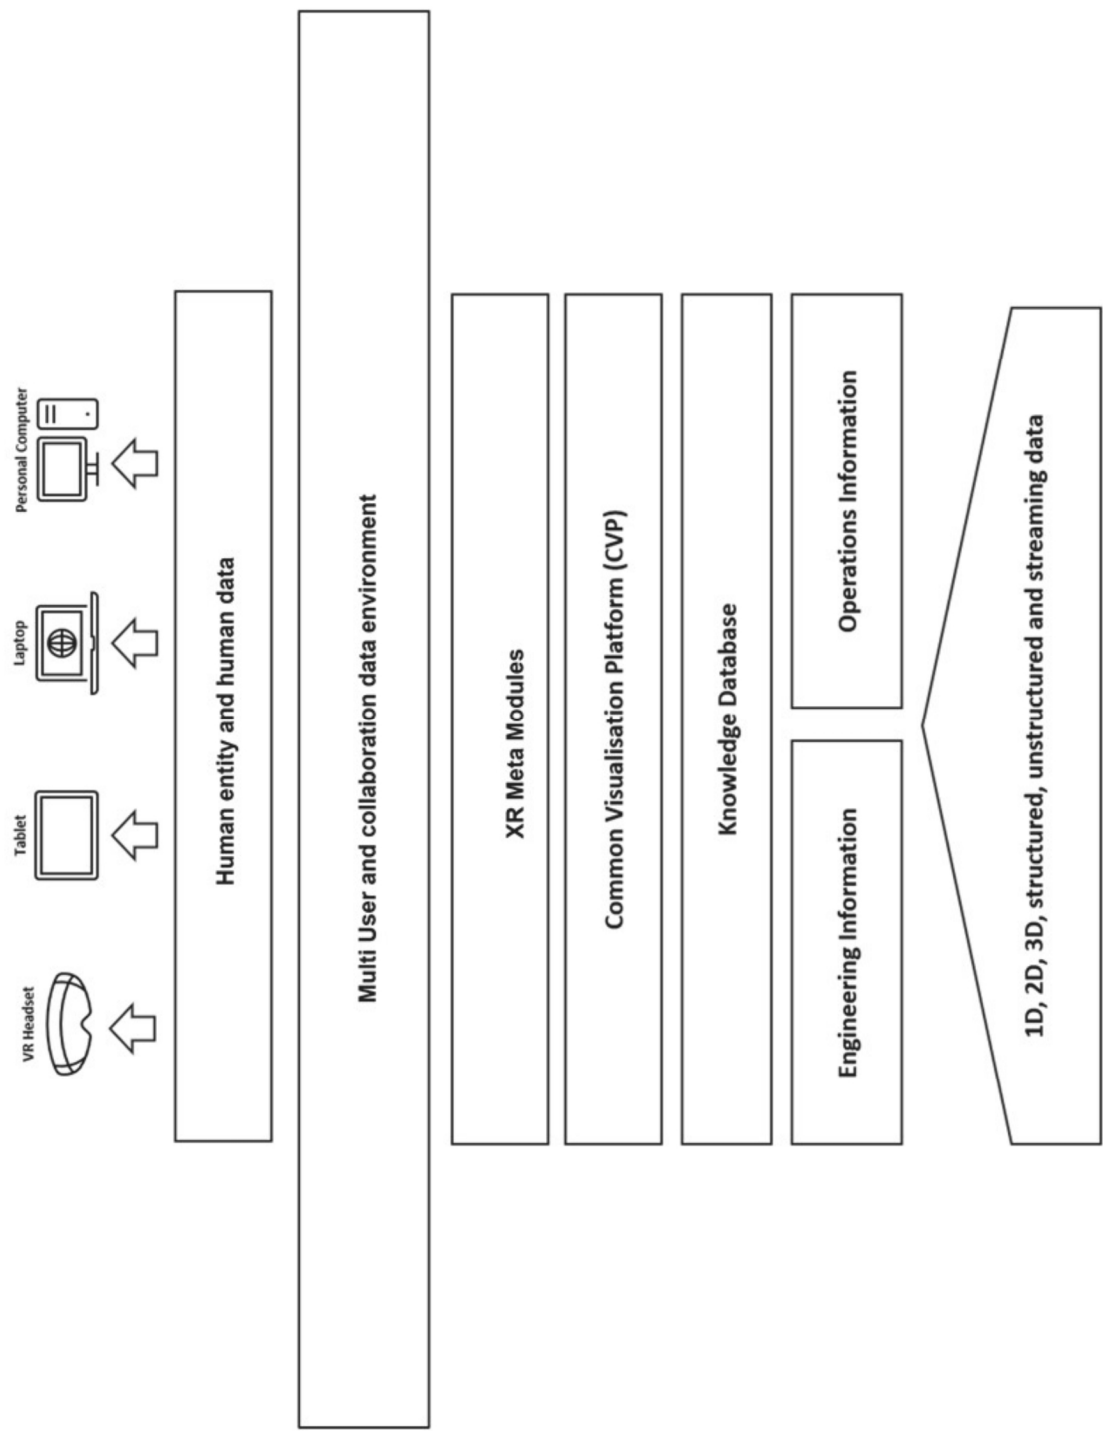 VR Headset
Tablet
Laptop
Personal Computer
Human entity and human data
Multi User and collaboration data environment
XR Meta Modules
Common Visualisation Platform (CVP)
Knowledge Database
Engineering Information
Operations Information
1D, 2D, 3D, structured, unstructured and streaming data